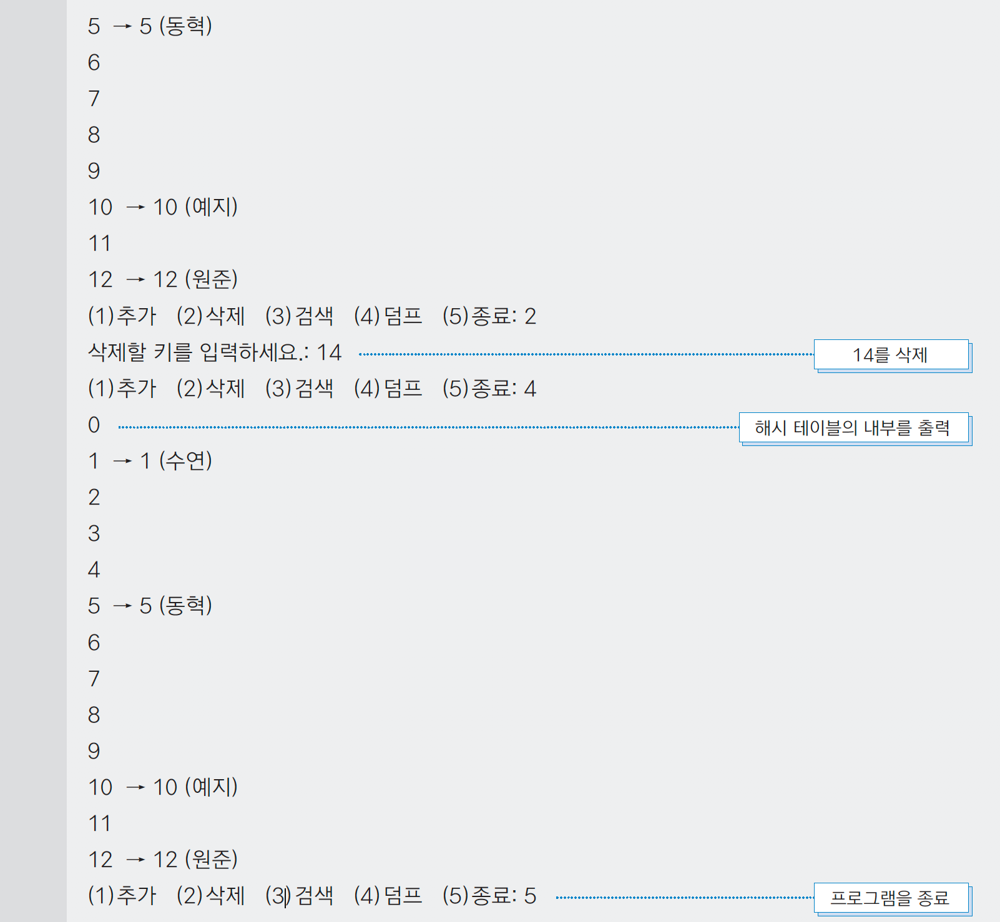 5 → 5 (동혁)
6
7
8
9
10 → 10 (예지)
11
12 → 12 (원준)
(1)추가 (2)삭제 (3)검색 (4)덤프 (5)종료: 2
삭제할 키를 입력하세요.: 14 14를 삭제
(1)추가 (2)삭제 (3)검색 (4)덤프 (5)종료: 4
0 해시 테이블의 내부를 출력
1 → 1 (수연)
2
3
4
5 → 5 (동혁)
6
7
8
9
10 → 10 (예지)
11
12 → 12 (원준)
(1)추가 (2)삭제 (3)검색 (4)덤프 (5)종료: 5 프로그램을 종료